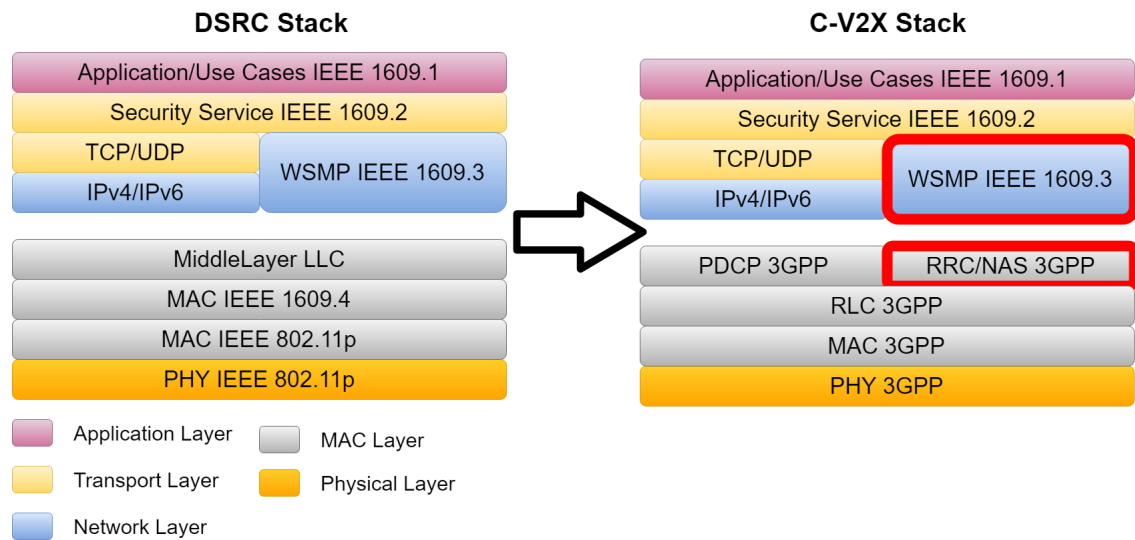 DSRC Stack
Application/Use Cases IEEE 1609.1
Security Service IEEE 1609.2
TCP/UDP
WSMP IEEE 1609.3
IPv4/IPv6
MiddleLayer LLC
MAC IEEE 1609.4
MAC IEEE 802.11p
PHY IEEE 802.11p
C-V2X Stack
Application/Use Cases IEEE 1609.1
Security Service IEEE 1609.2
TCP/UDP
WSMP IEEE 1609.3
IPv4/IPv6
PDCP 3GPP
RRC/NAS 3GPP
RLC 3GPP
MAC 3GPP
PHY 3GPP
Application Layer
Transport Layer
Network Layer
MAC Layer
Physical Layer